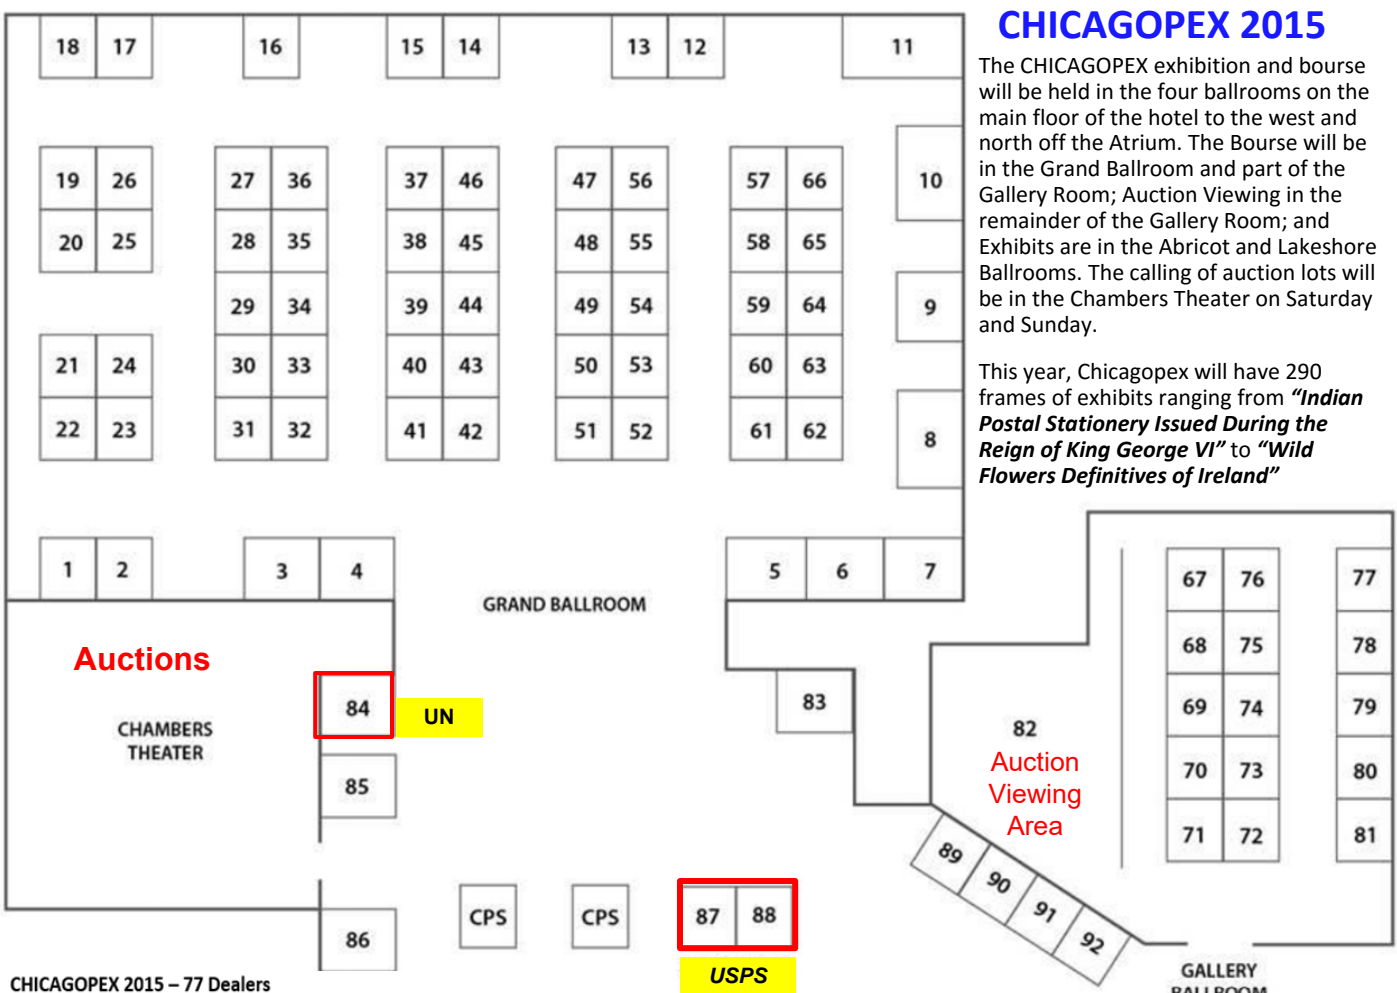 CHICAGOPEX 2015
The CHICAGOPEX exhibition and bourse
will be held in the four ballrooms on the
main floor of the hotel to the west and
north off the Atrium. The Bourse will be
in the Grand Ballroom and part of the
Gallery Room; Auction Viewing in the
remainder of the Gallery Room; and
Exhibits are in the Abricot and Lakeshore
Ballrooms. The calling of auction lots will
be in the Chambers Theater on Saturday
and Sunday.
This year, Chicagopex will have 290
frames of exhibits ranging from “Indian
Postal Stationery Issued During the
Reign of King George VI” to “Wild
Flowers Definitives of Ireland”
18 17 16 15 14 13 12 11
19 26 27 36 37 46 47 56 57 66 10
20 25 28 35 38 45 48 55 58 65
29 34 39 44 49 54 59 64 9
21 24 30 33 40 43 50 53 60 63
22 23 31 32 41 42 51 52 61 62 8
1 2 3 4 5 6 7
GRAND BALLROOM
Auctions
CHAMBERS
THEATER
84 UN
85
86
83
CPS CPS 87 88
USPS
82
Auction
Viewing
Area
67 76 77
68 75 78
69 74 79
70 73 80
71 72 81
89 90 91 92
GALLERY
BALLROOM
CHICAGOPEX 2015 – 77 Dealers